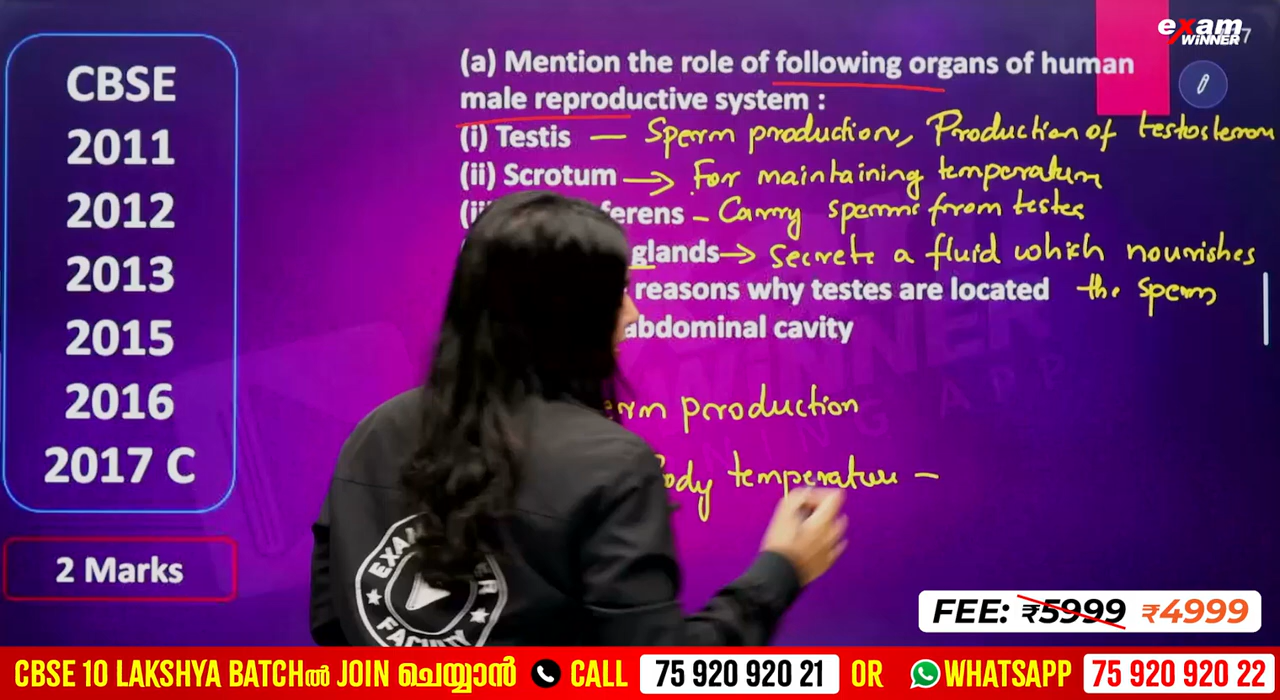 exam
WINNER
7
CBSE
2011
2012
2013
2015
2016
2017 C
2 Marks
(a) Mention the role of following organs of human
male reproductive system :
(i) Testis — Sperm production, Production of testosteron
(ii) Scrotum → For maintaining temperature
ferens – Carry sperms from testes
glands → Secrete a fluid which nourishes
the sperm
reasons why testes are located
abdominal cavity
production
temperature –
FACULTY
FEE: ₹5999 ₹4999
CBSE 10 LAKSHYA BATCHൽ JOIN ചെയ്യാൻ CALL 75 920 920 21 OR WHATSAPP 75 920 920 22